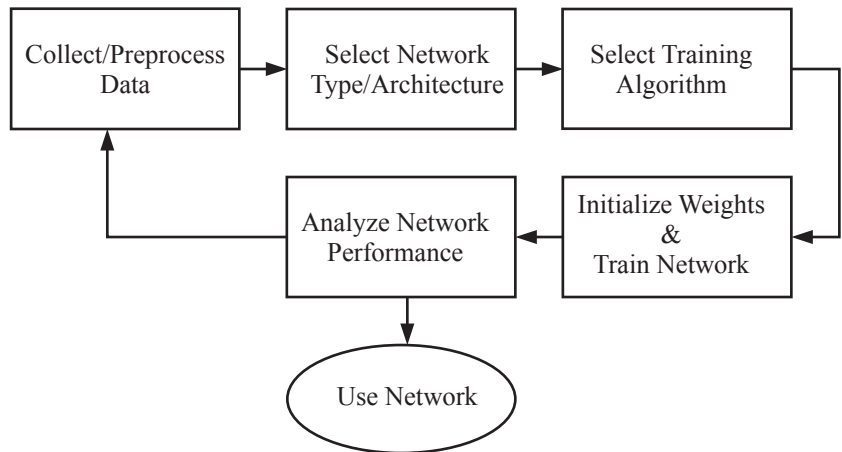 Collect/Preprocess
Data
Select Network
Type/Architecture
Select Training
Algorithm
Initialize Weights
&
Train Network
Analyze Network
Performance
Use Network